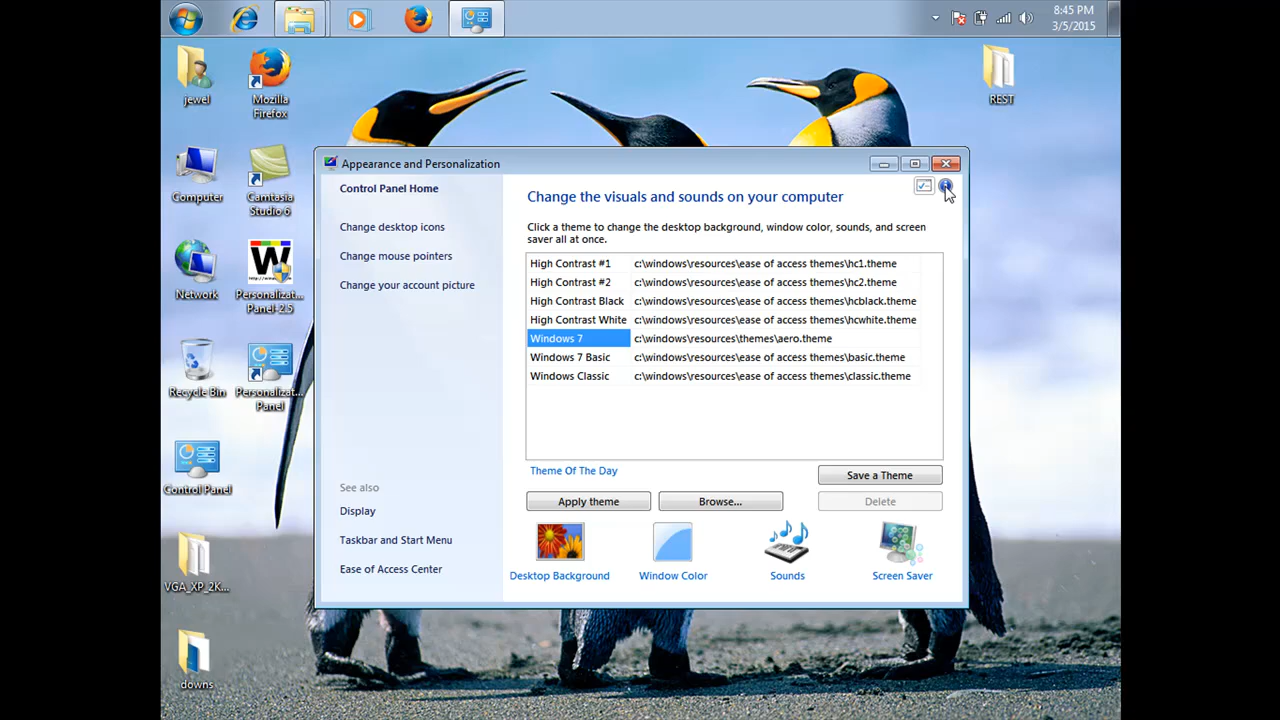 8:45 PM
3/5/2015
jewel
Mozilla
Firefox
REST
Computer
Camtasia
Studio 6
Network
Personalizat...
Panel-2.5
Recycle Bin
Personalizat...
Panel
Control Panel
VGA_XP_2K...
downs
Appearance and Personalization
Control Panel Home
Change desktop icons
Change mouse pointers
Change your account picture
See also
Display
Taskbar and Start Menu
Ease of Access Center
Change the visuals and sounds on your computer
Click a theme to change the desktop background, window color, sounds, and screen
saver all at once.
High Contrast #1 c:\windows\resources\ease of access themes\hc1.theme
High Contrast #2 c:\windows\resources\ease of access themes\hc2.theme
High Contrast Black c:\windows\resources\ease of access themes\hcblack.theme
High Contrast White c:\windows\resources\ease of access themes\hcwhite.theme
Windows 7 c:\windows\resources\themes\aero.theme
Windows 7 Basic c:\windows\resources\ease of access themes\basic.theme
Windows Classic c:\windows\resources\ease of access themes\classic.theme
Theme Of The Day
Save a Theme
Apply theme
Browse...
Delete
Desktop Background
Window Color
Sounds
Screen Saver